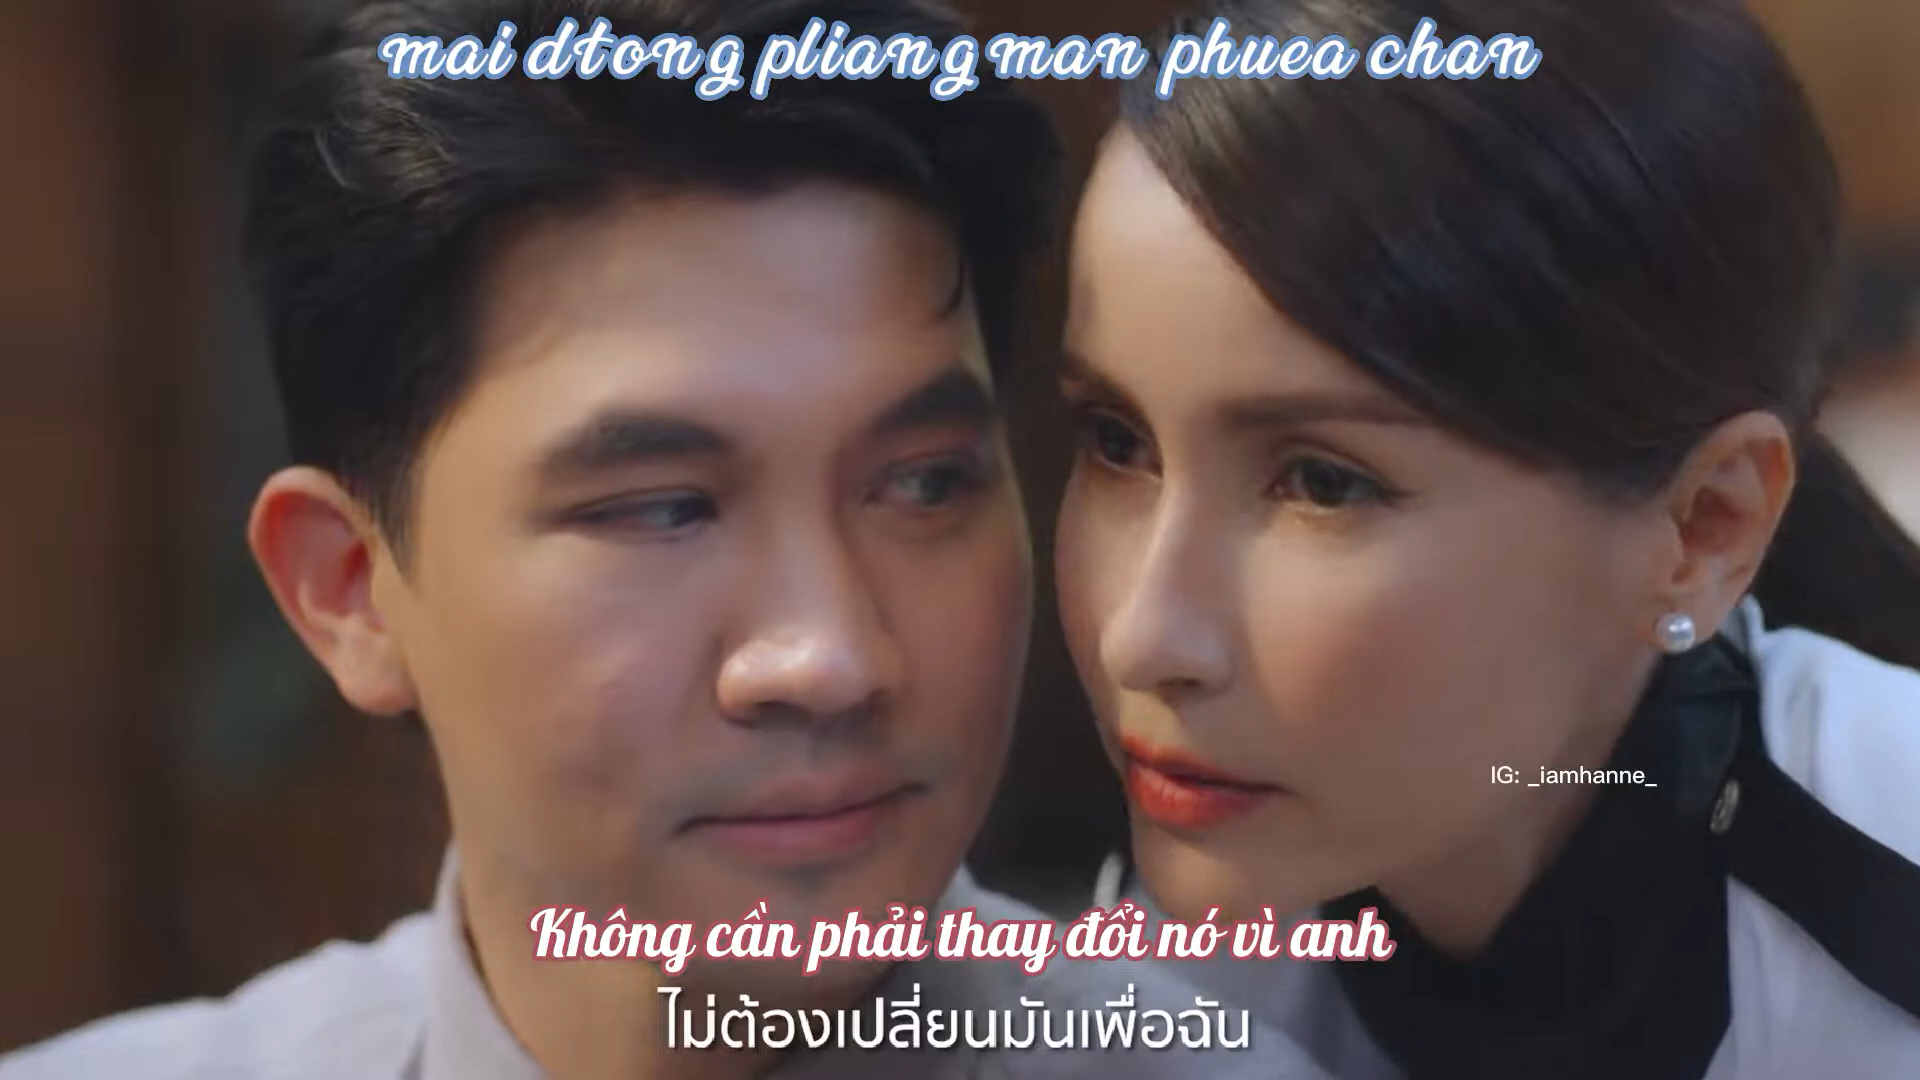 mai dtong pliang man phuea chan
IG: _iamhanne_
Không cần phải thay đổi nó vì anh
ไม่ต้องเปลี่ยนมันเพื่อฉัน